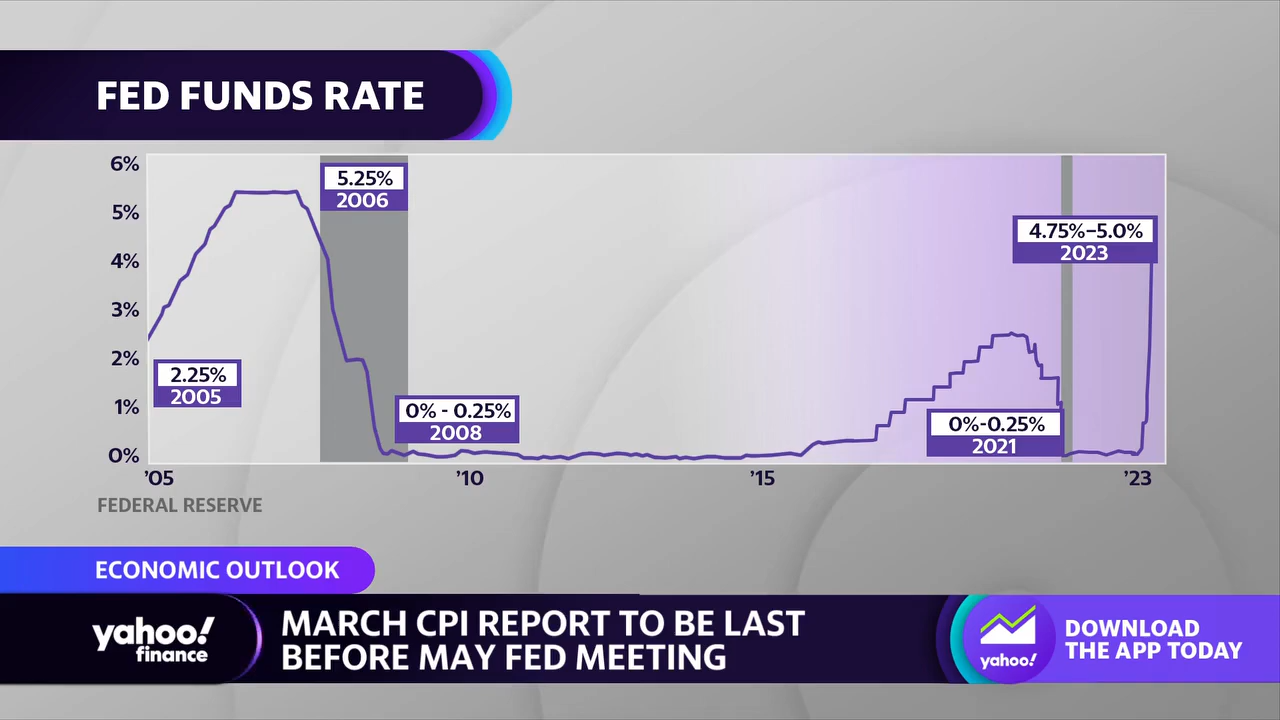 FED FUNDS RATE
6%
5%
4%
3%
2%
1%
0%
5.25%
2006
4.75%–5.0%
2023
2.25%
2005
0% - 0.25%
2008
0%-0.25%
2021
'05
'10
'15
'23
FEDERAL RESERVE
ECONOMIC OUTLOOK
yahoo!
finance
MARCH CPI REPORT TO BE LAST
BEFORE MAY FED MEETING
yahoo!
DOWNLOAD
THE APP TODAY